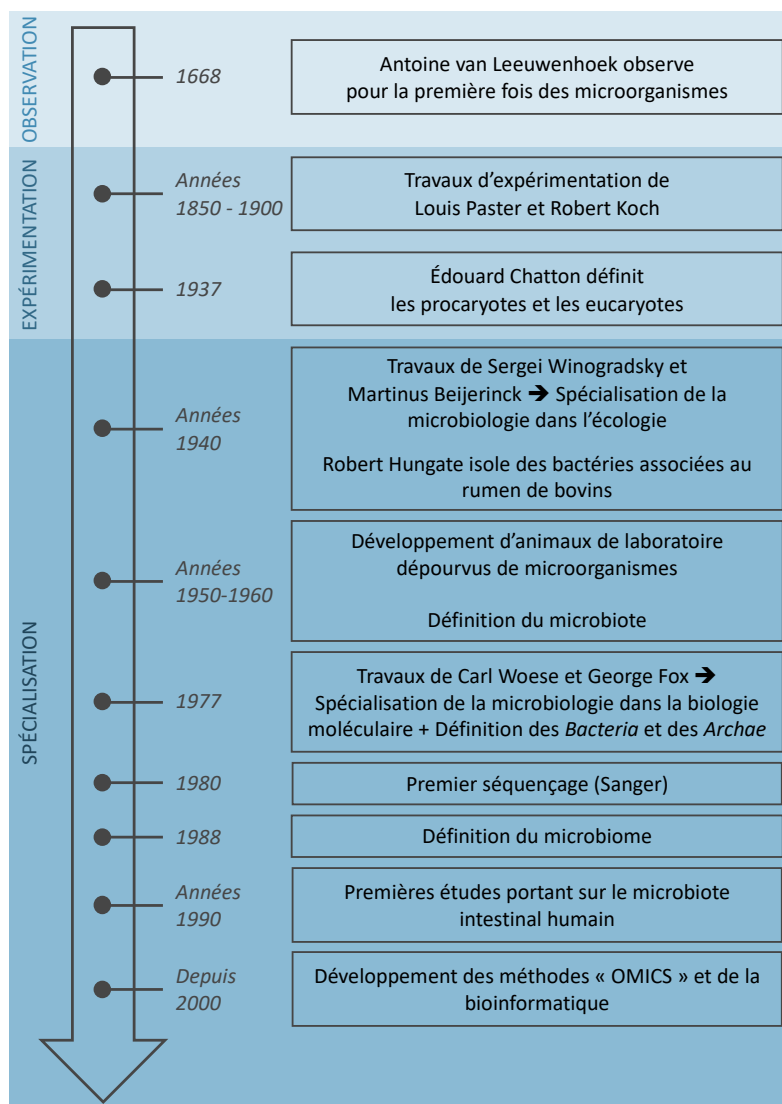 OBSERVATION
1668
Antoine van Leeuwenhoek observe
pour la première fois des microorganismes
EXPÉRIMENTATION
Années
1850 - 1900
Travaux d’expérimentation de
Louis Paster et Robert Koch
1937
Édouard Chatton définit
les procaryotes et les eucaryotes
SPÉCIALISATION
Années
1940
Travaux de Sergei Winogradsky et
Martinus Beijerinck ➔ Spécialisation de la
microbiologie dans l’écologie
Robert Hungate isole des bactéries associées au
rumen de bovins
Années
1950-1960
Développement d’animaux de laboratoire
dépourvus de microorganismes
Définition du microbiote
1977
Travaux de Carl Woese et George Fox ➔
Spécialisation de la microbiologie dans la biologie
moléculaire + Définition des Bacteria et des Archae
1980
Premier séquençage (Sanger)
1988
Définition du microbiome
Années
1990
Premières études portant sur le microbiote
intestinal humain
Depuis
2000
Développement des méthodes « OMICS » et de la
bioinformatique